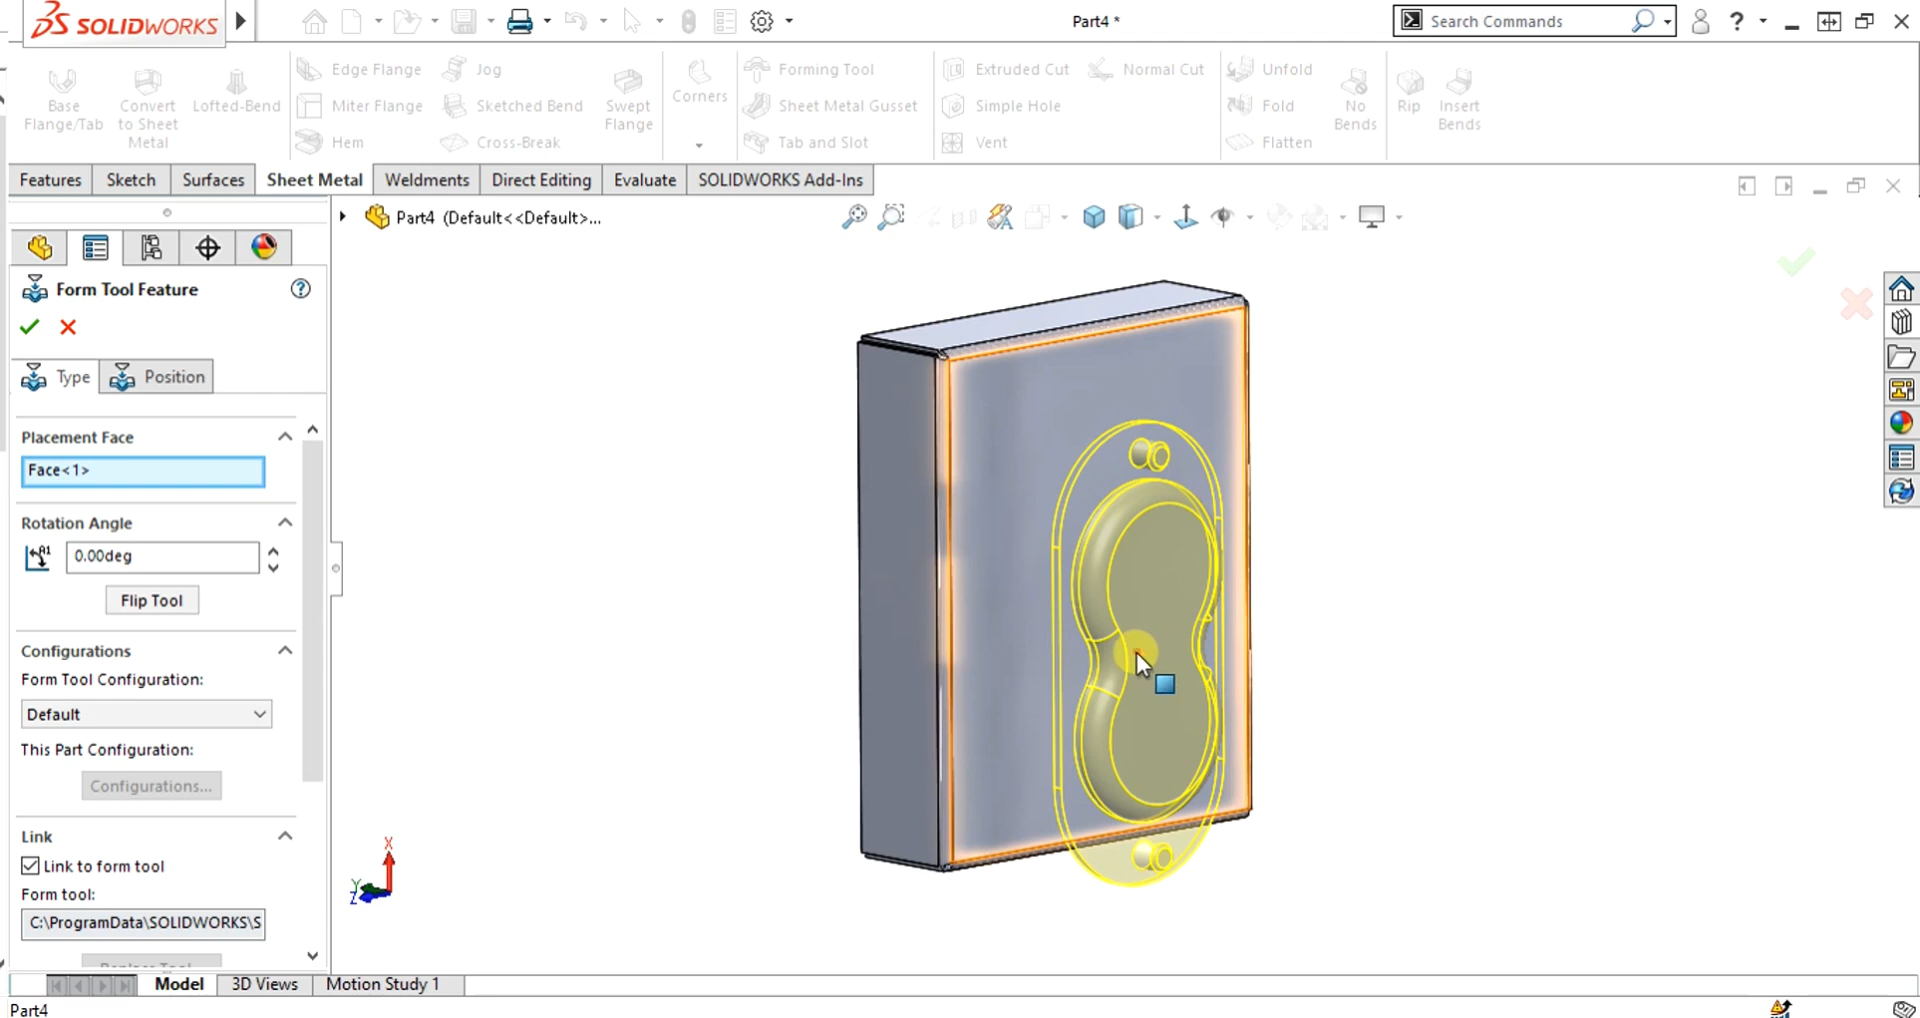 SOLIDWORKS
Part4 *
Search Commands
?
Base Flange/Tab
Convert to Sheet Metal
Lofted-Bend
Edge Flange
Miter Flange
Hem
Jog
Sketched Bend
Cross-Break
Swept Flange
Corners
Forming Tool
Sheet Metal Gusset
Tab and Slot
Extruded Cut
Simple Hole
Vent
Normal Cut
Unfold
Fold
Flatten
No Bends
Rip
Insert Bends
Features Sketch Surfaces Sheet Metal Weldments Direct Editing Evaluate SOLIDWORKS Add-Ins
Part4 (Default<<Default>...
Form Tool Feature
Type Position
Placement Face
Face<1>
Rotation Angle
0.00deg
Flip Tool
Configurations
Form Tool Configuration:
Default
This Part Configuration:
Configurations...
Link
Link to form tool
Form tool:
C:\ProgramData\SOLIDWORKS\S
X
Y
Z
Model 3D Views Motion Study 1
Part4